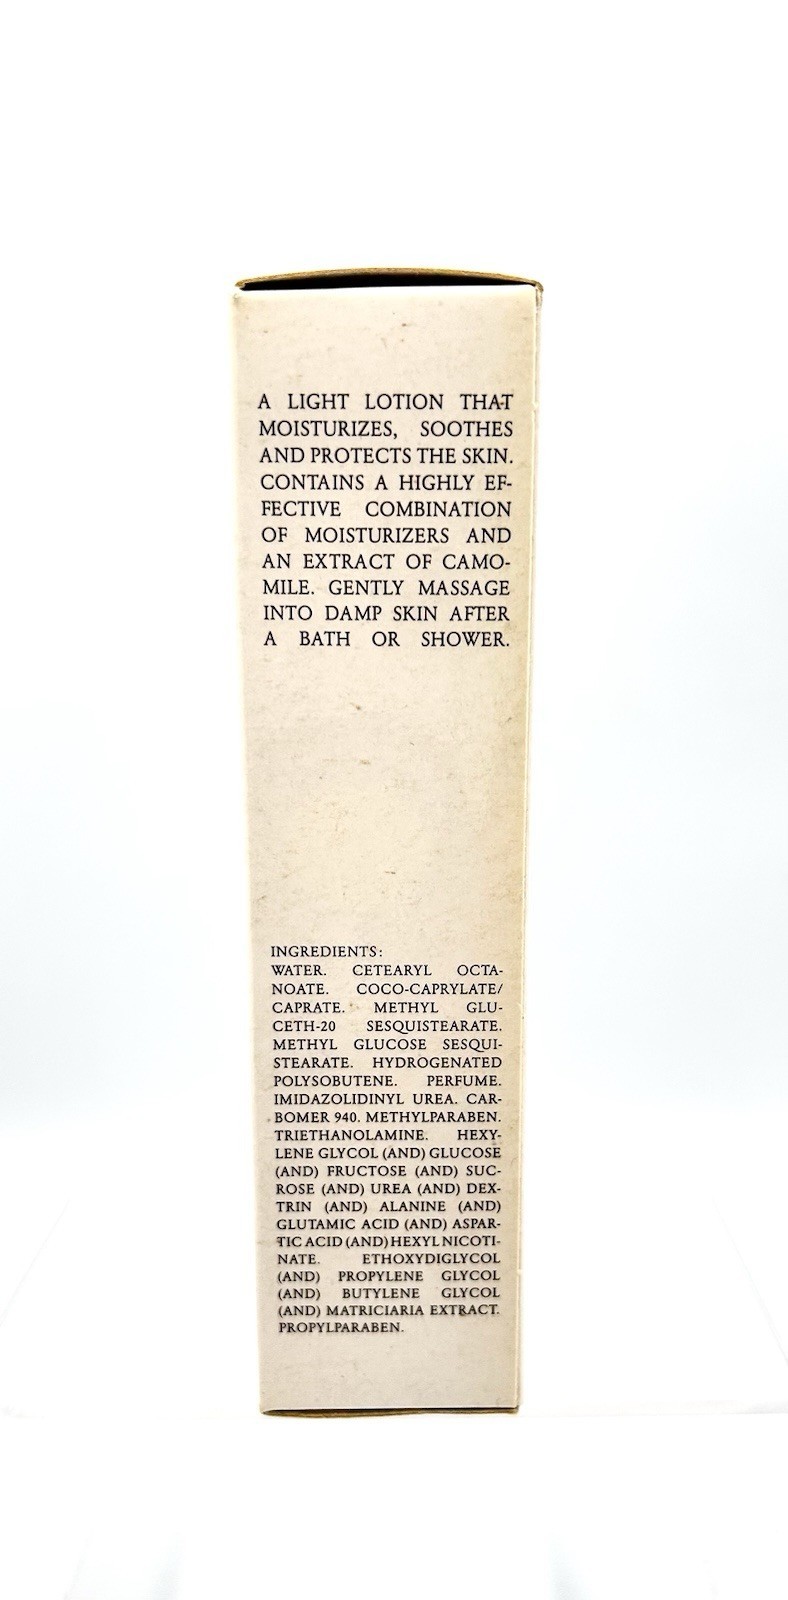 A LIGHT LOTION THAT
MOISTURIZES, SOOTHES
AND PROTECTS THE SKIN.
CONTAINS A HIGHLY EF-
FECTIVE COMBINATION
OF MOISTURIZERS AND
AN EXTRACT OF CAMO-
MILE. GENTLY MASSAGE
INTO DAMP SKIN AFTER
A BATH OR SHOWER.
INGREDIENTS:
WATER. CETEARYL OCTA-
NOATE. COCO-CAPRYLATE/
CAPRATE. METHYL GLU-
CETH-20 SESQUISTEARATE.
METHYL GLUCOSE SESQUI-
STEARATE. HYDROGENATED
POLYSOBUTENE. PERFUME.
IMIDAZOLIDINYL UREA. CAR-
BOMER 940. METHYLPARABEN.
TRIETHANOLAMINE. HEXY-
LENE GLYCOL (AND) GLUCOSE
(AND) FRUCTOSE (AND) SUC-
ROSE (AND) UREA (AND) DEX-
TRIN (AND) ALANINE (AND)
GLUTAMIC ACID (AND) ASPAR-
TIC ACID (AND) HEXYL NICOTI-
NATE. ETHOXYDIGLYCOL
(AND) PROPYLENE GLYCOL
(AND) BUTYLENE GLYCOL
(AND) MATRICIARIA EXTRACT.
PROPYLPARABEN.